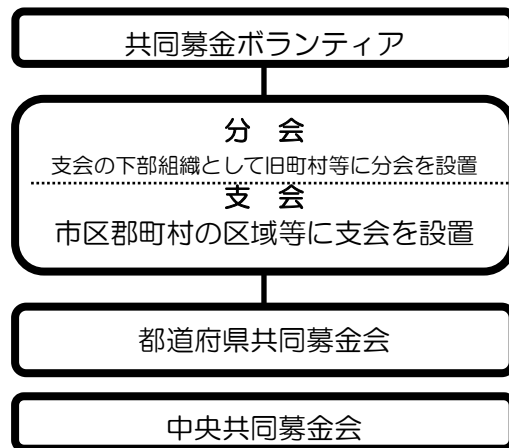 共同募金ボランティア
分　会
支会の下部組織として旧町村等に分会を設置
支　会
市区郡町村の区域等に支会を設置
都道府県共同募金会
中央共同募金会